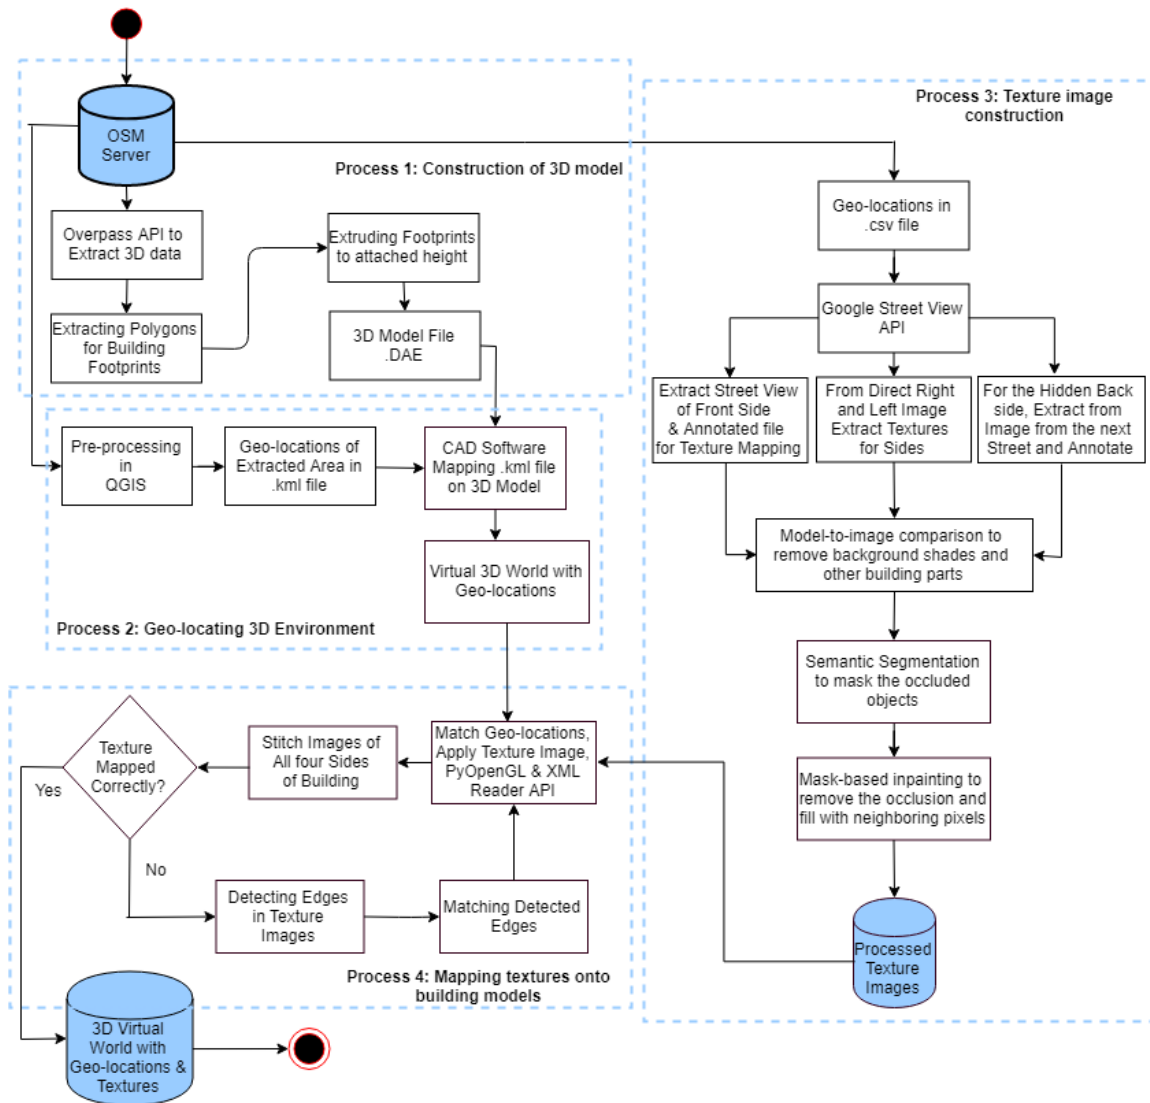 OSM
Server
Process 1: Construction of 3D model
Overpass API to
Extract 3D data
Extracting Polygons
for Building
Footprints
Extruding Footprints
to attached height
3D Model File
.DAE
Pre-processing
in
QGIS
Geo-locations of
Extracted Area in
.kml file
CAD Software
Mapping .kml file
on 3D Model
Virtual 3D World with
Geo-locations
Process 2: Geo-locating 3D Environment
Process 3: Texture image
construction
Geo-locations in
.csv file
Google Street View
API
Extract Street View
of Front Side
& Annotated file
for Texture Mapping
From Direct Right
and Left Image
Extract Textures
for Sides
For the Hidden Back
side, Extract from
Image from the next
Street and Annotate
Model-to-image comparison to
remove background shades and
other building parts
Semantic Segmentation
to mask the occluded
objects
Mask-based inpainting to
remove the occlusion and
fill with neighboring pixels
Processed
Texture
Images
Match Geo-locations,
Apply Texture Image,
PyOpenGL & XML
Reader API
Stitch Images of
All four Sides
of Building
Texture
Mapped
Correctly?
Yes
No
Detecting Edges
in Texture
Images
Matching Detected
Edges
Process 4: Mapping textures onto
building models
3D Virtual
World with
Geo-locations &
Textures